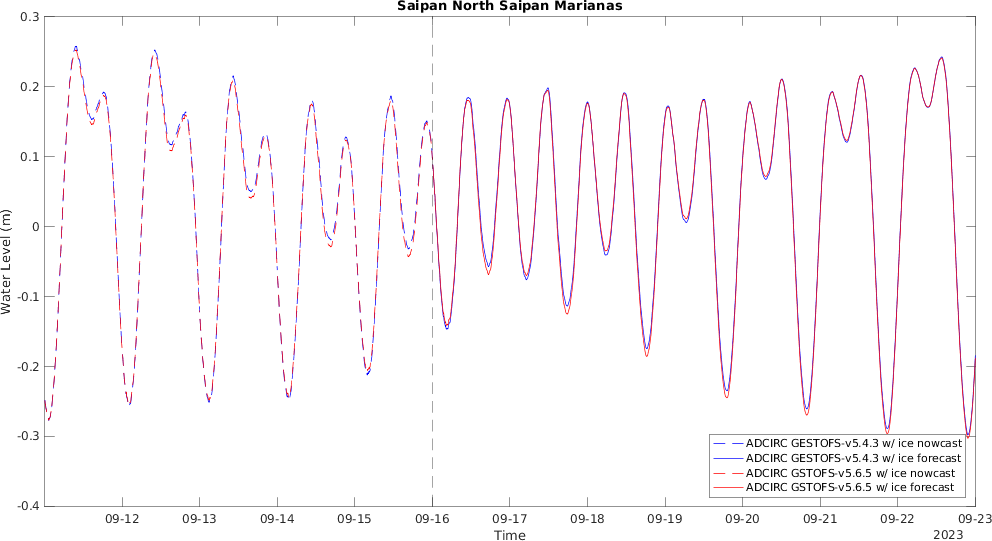 Saipan North Saipan Marianas
0.3
0.2
0.1
0
-0.1
-0.2
-0.3
-0.4
Water Level (m)
ADCIRC GESTOFS-v5.4.3 w/ ice nowcast
ADCIRC GESTOFS-v5.4.3 w/ ice forecast
ADCIRC GSTOFS-v5.6.5 w/ ice nowcast
ADCIRC GSTOFS-v5.6.5 w/ ice forecast
09-12 09-13 09-14 09-15 09-16 09-17 09-18 09-19 09-20 09-21 09-22 09-23
Time
2023